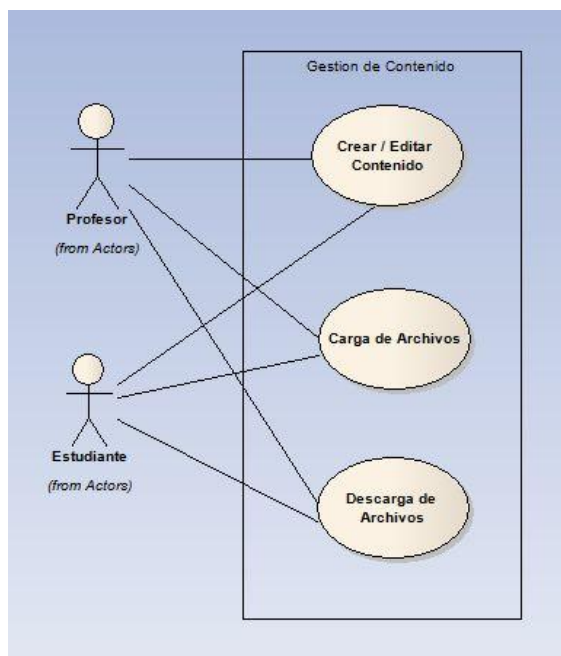 Gestion de Contenido
Crear / Editar
Contenido
Profesor
(from Actors)
Carga de Archivos
Estudiante
(from Actors)
Descarga de
Archivos